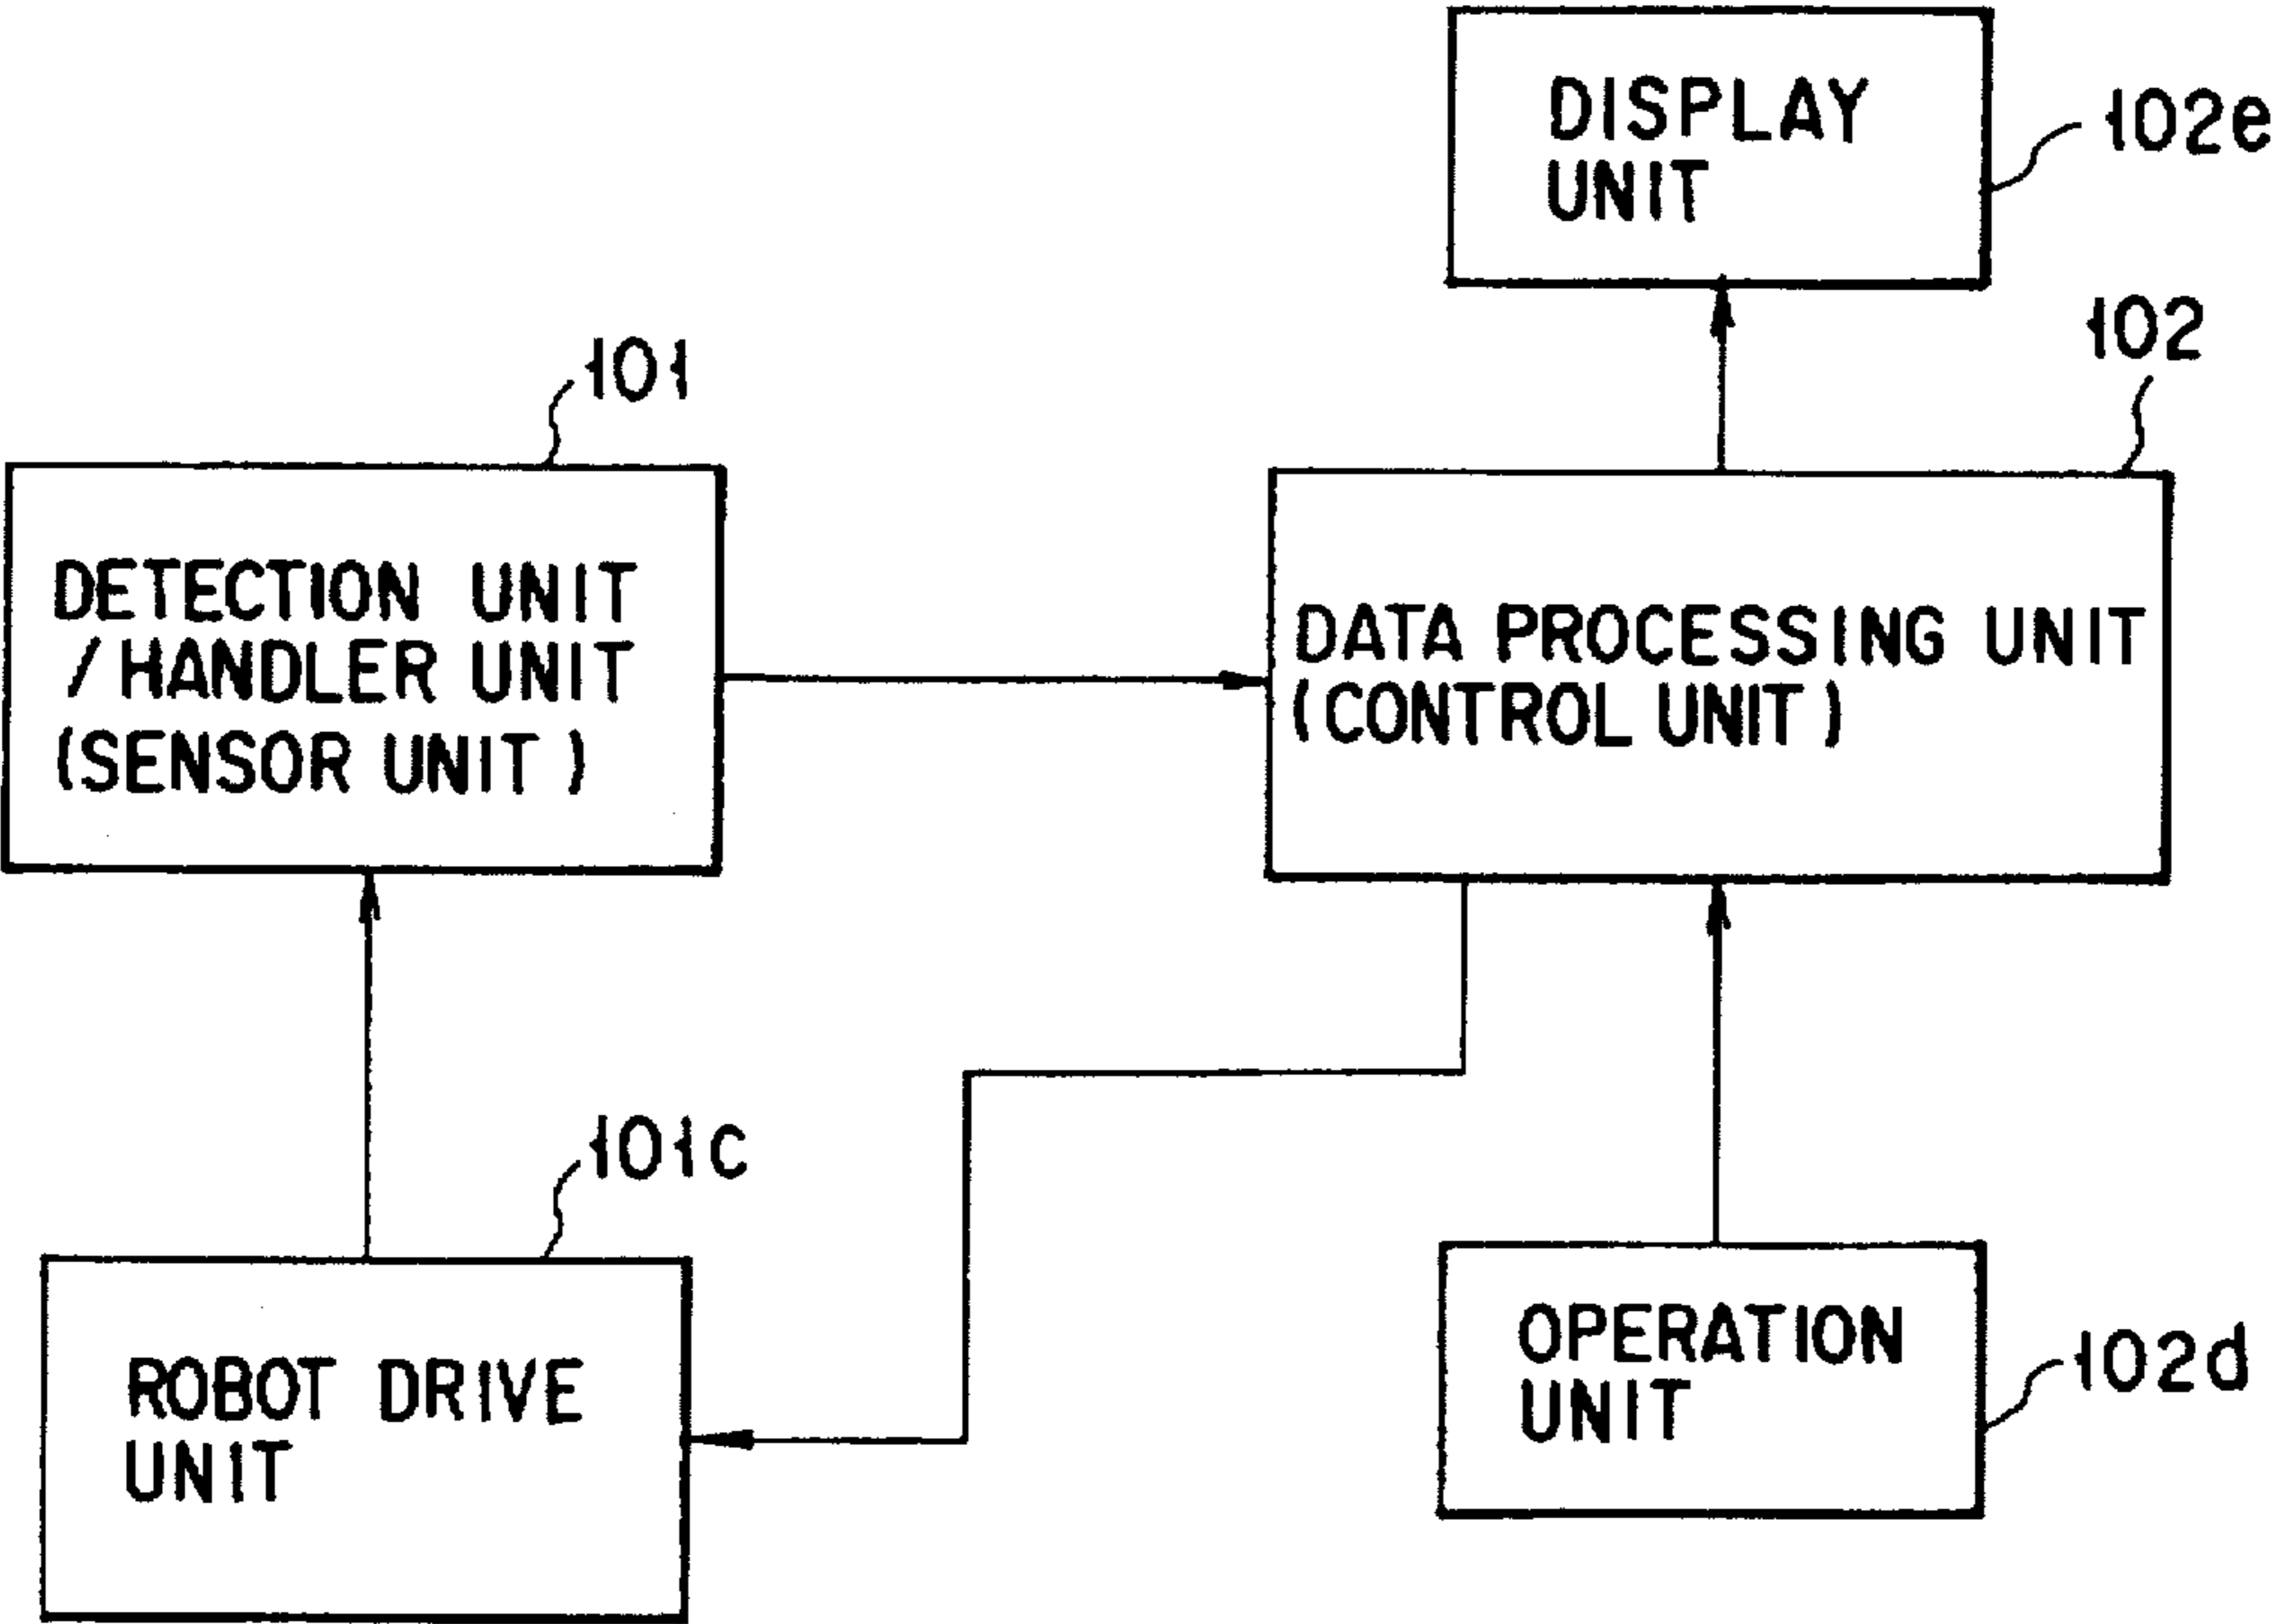 DISPLAY
UNIT
102e
102
101
DETECTION UNIT
/HANDLER UNIT
(SENSOR UNIT)
DATA PROCESSING UNIT
(CONTROL UNIT)
101c
ROBOT DRIVE
UNIT
OPERATION
UNIT
102d